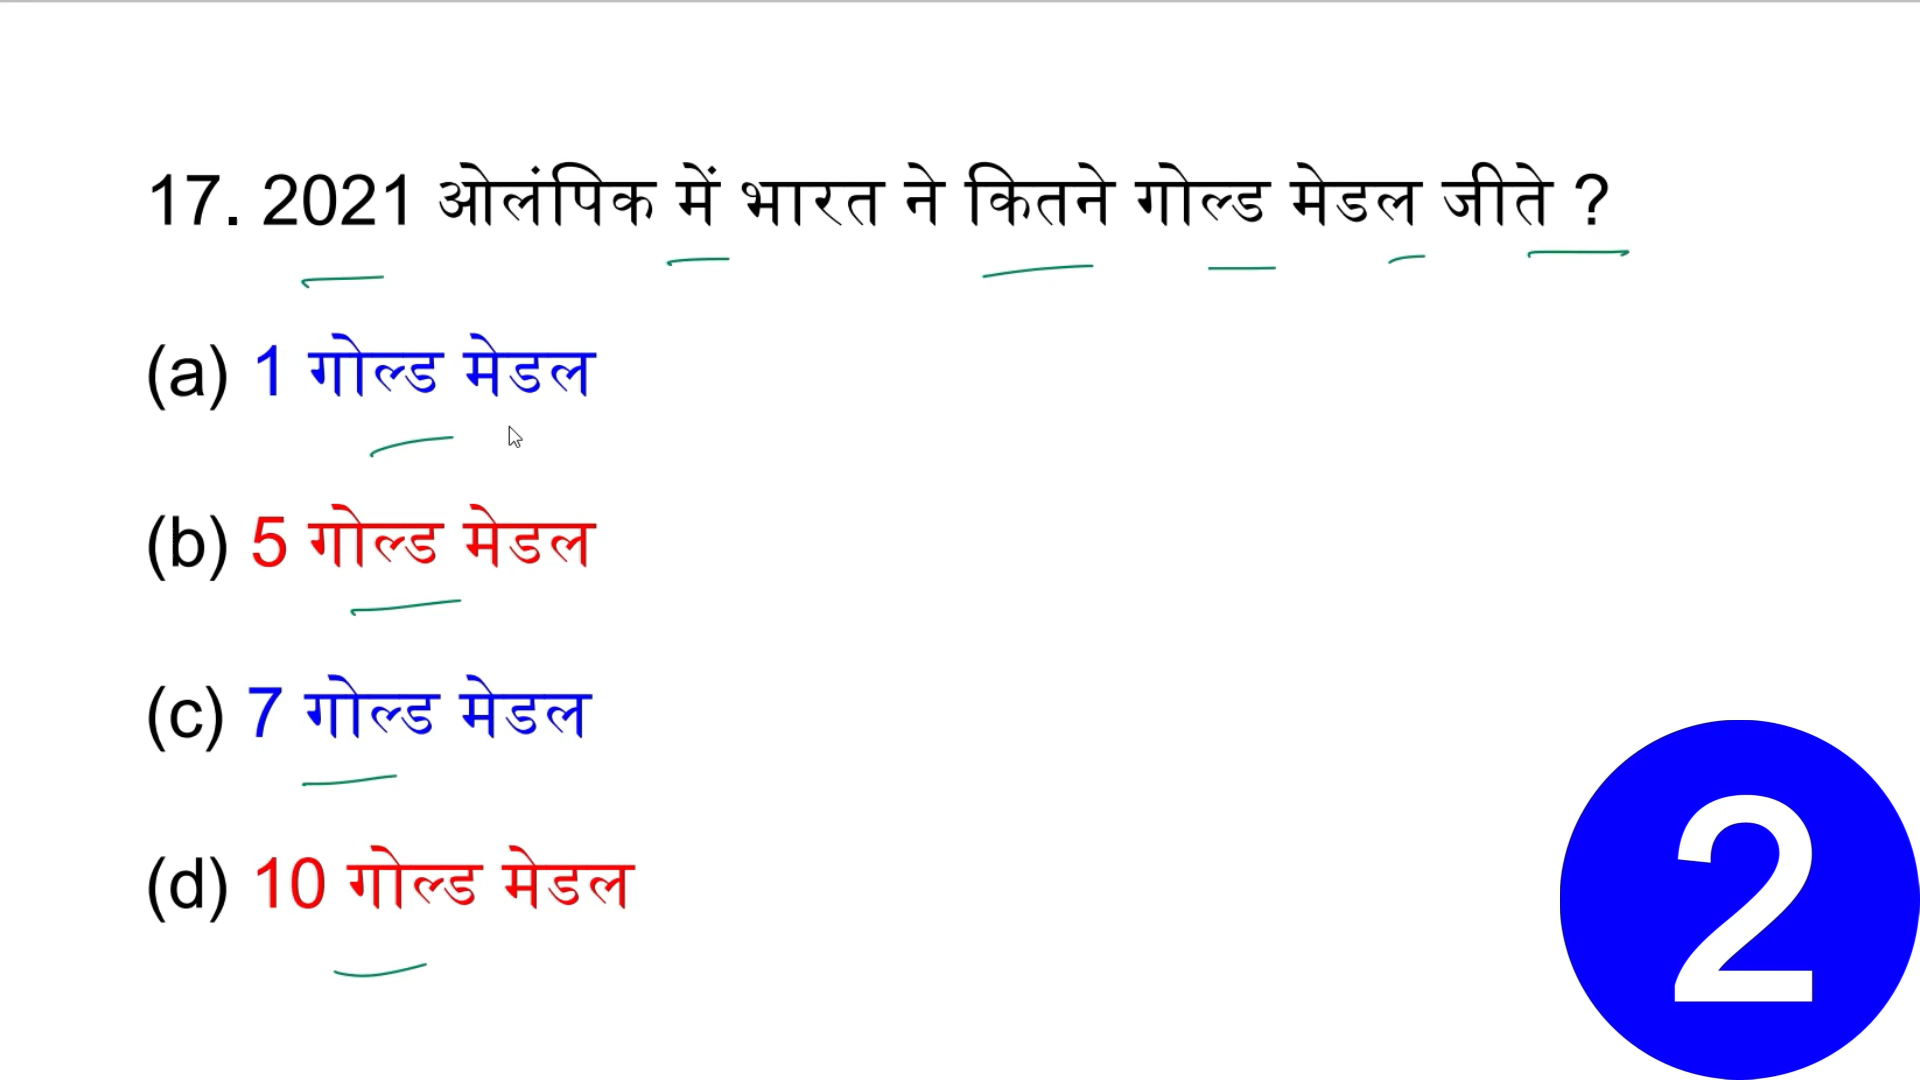 17. 2021 ओलंपिक में भारत ने कितने गोल्ड मेडल जीते ?
(a) 1 गोल्ड मेडल
(b) 5 गोल्ड मेडल
(c) 7 गोल्ड मेडल
(d) 10 गोल्ड मेडल
2